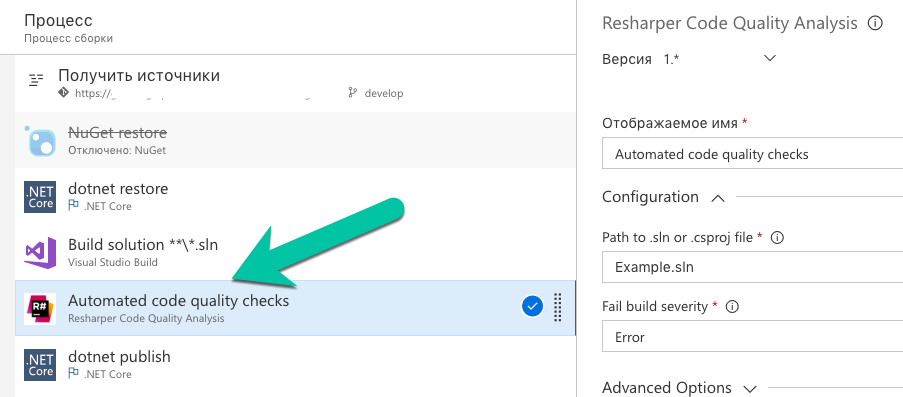 Процесс
Процесс сборки
Получить источники
https:/
develop
NuGet restore
Отключено: NuGet
.NET
Core
dotnet restore
.NET Core
Build solution **\*.sln
Visual Studio Build
R#
Automated code quality checks
Resharper Code Quality Analysis
.NET
Core
dotnet publish
.NET Core
Resharper Code Quality Analysis
Версия 1.*
Отображаемое имя *
Automated code quality checks
Configuration
Path to .sln or .csproj file *
Example.sln
Fail build severity *
Error
Advanced Options